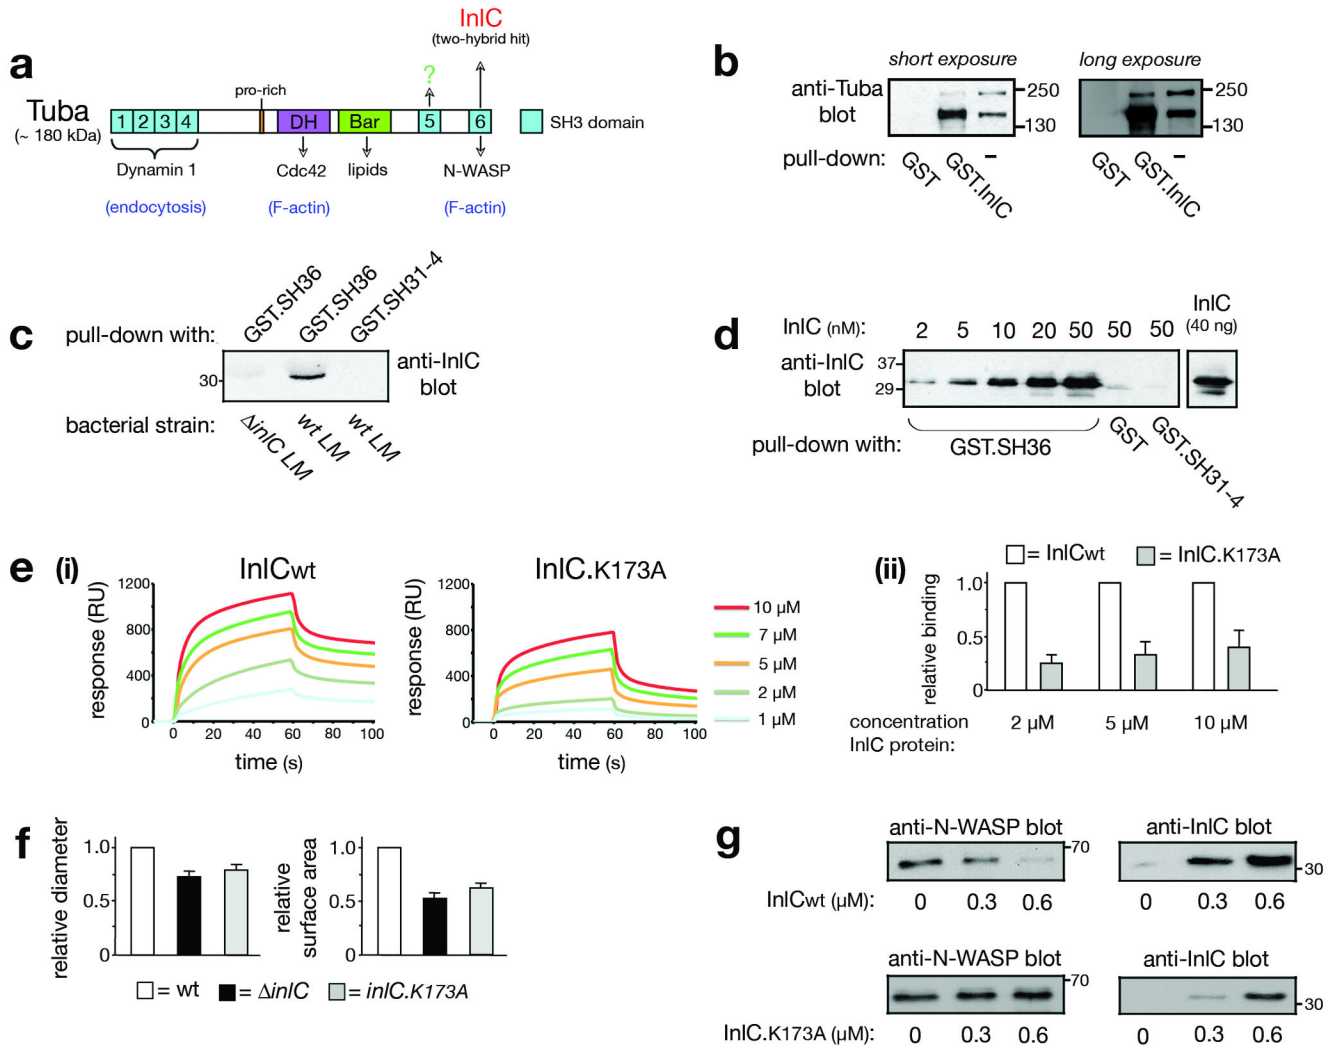 a
InlC
(two-hybrid hit)
?
pro-rich
Tuba
(~ 180 kDa)
1 2 3 4 DH Bar 5 6 SH3 domain
Dynamin 1 Cdc42 lipids N-WASP
(endocytosis) (F-actin) (F-actin)
b
short exposure long exposure
anti-Tuba
blot
250
130
250
130
pull-down:
GST GST.InlC –
GST GST.InlC –
c
pull-down with: GST.SH36 GST.SH36 GST.SH31-4
30
anti-InlC
blot
bacterial strain: ΔinlC LM wt LM wt LM
d
InlC (nM): 2 5 10 20 50 50 50
InlC
(40 ng)
anti-InlC
blot
37
29
pull-down with: GST.SH36 GST GST.SH31-4
e (i)
InlCwt
response (RU)
1200
800
400
0
0 20 40 60 80 100
time (s)
InlC.K173A
response (RU)
1200
800
400
0
0 20 40 60 80 100
time (s)
10 µM
7 µM
5 µM
2 µM
1 µM
(ii)
= InlCwt = InlC.K173A
relative binding
1.0
0.5
0
concentration
InlC protein:
2 µM 5 µM 10 µM
f
relative diameter
1.0
0.5
0
relative
surface area
1.0
0.5
0
= wt = ΔinlC = inlC.K173A
g
anti-N-WASP blot anti-InlC blot
70
30
InlCwt (µM): 0 0.3 0.6 0 0.3 0.6
anti-N-WASP blot anti-InlC blot
70
30
InlC.K173A (µM): 0 0.3 0.6 0 0.3 0.6